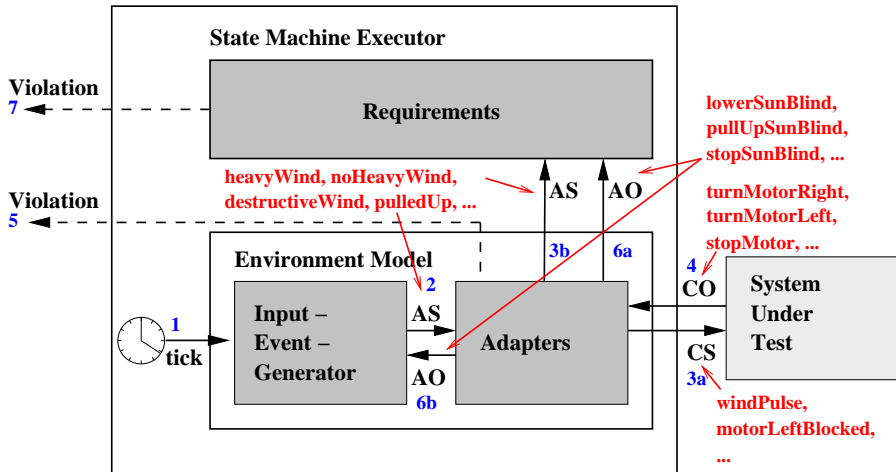 State Machine Executor
Violation
7
Requirements
lowerSunBlind,
pullUpSunBlind,
stopSunBlind, ...
heavyWind, noHeavyWind,
destructiveWind, pulledUp, ...
AS
AO
Violation
5
turnMotorRight,
turnMotorLeft,
stopMotor, ...
3b
6a
Environment Model
2
4
CO
1
tick
Input –
Event –
Generator
AS
AO
6b
Adapters
System
Under
Test
CS
3a
windPulse,
motorLeftBlocked,
...